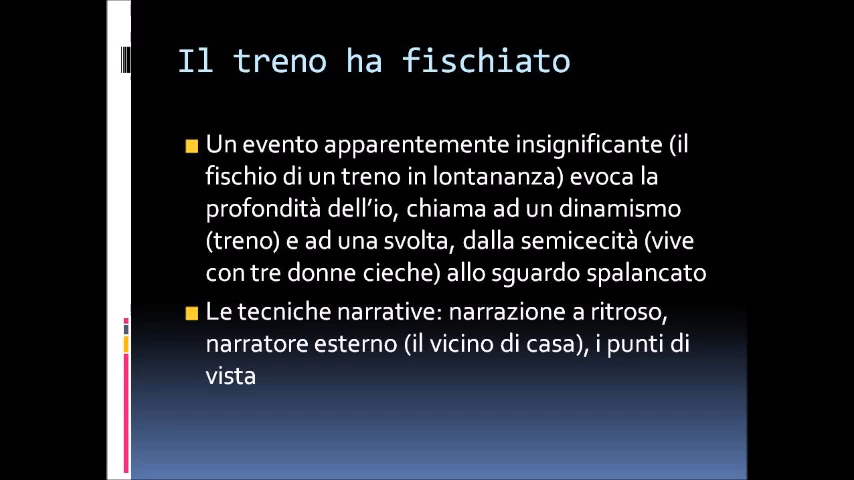 Il treno ha fischiato
Un evento apparentemente insignificante (il
fischio di un treno in lontananza) evoca la
profondità dell'io, chiama ad un dinamismo
(treno) e ad una svolta, dalla semicecità (vive
con tre donne cieche) allo sguardo spalancato
Le tecniche narrative: narrazione a ritroso,
narratore esterno (il vicino di casa), i punti di
vista